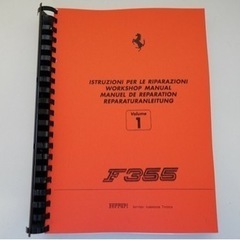 ISTRUZIONI PER LE RIPARAZIONI
WORKSHOP MANUAL
MANUEL DE REPARATION
REPARATURANLEITUNG
Volume
1
F355
Ferrari